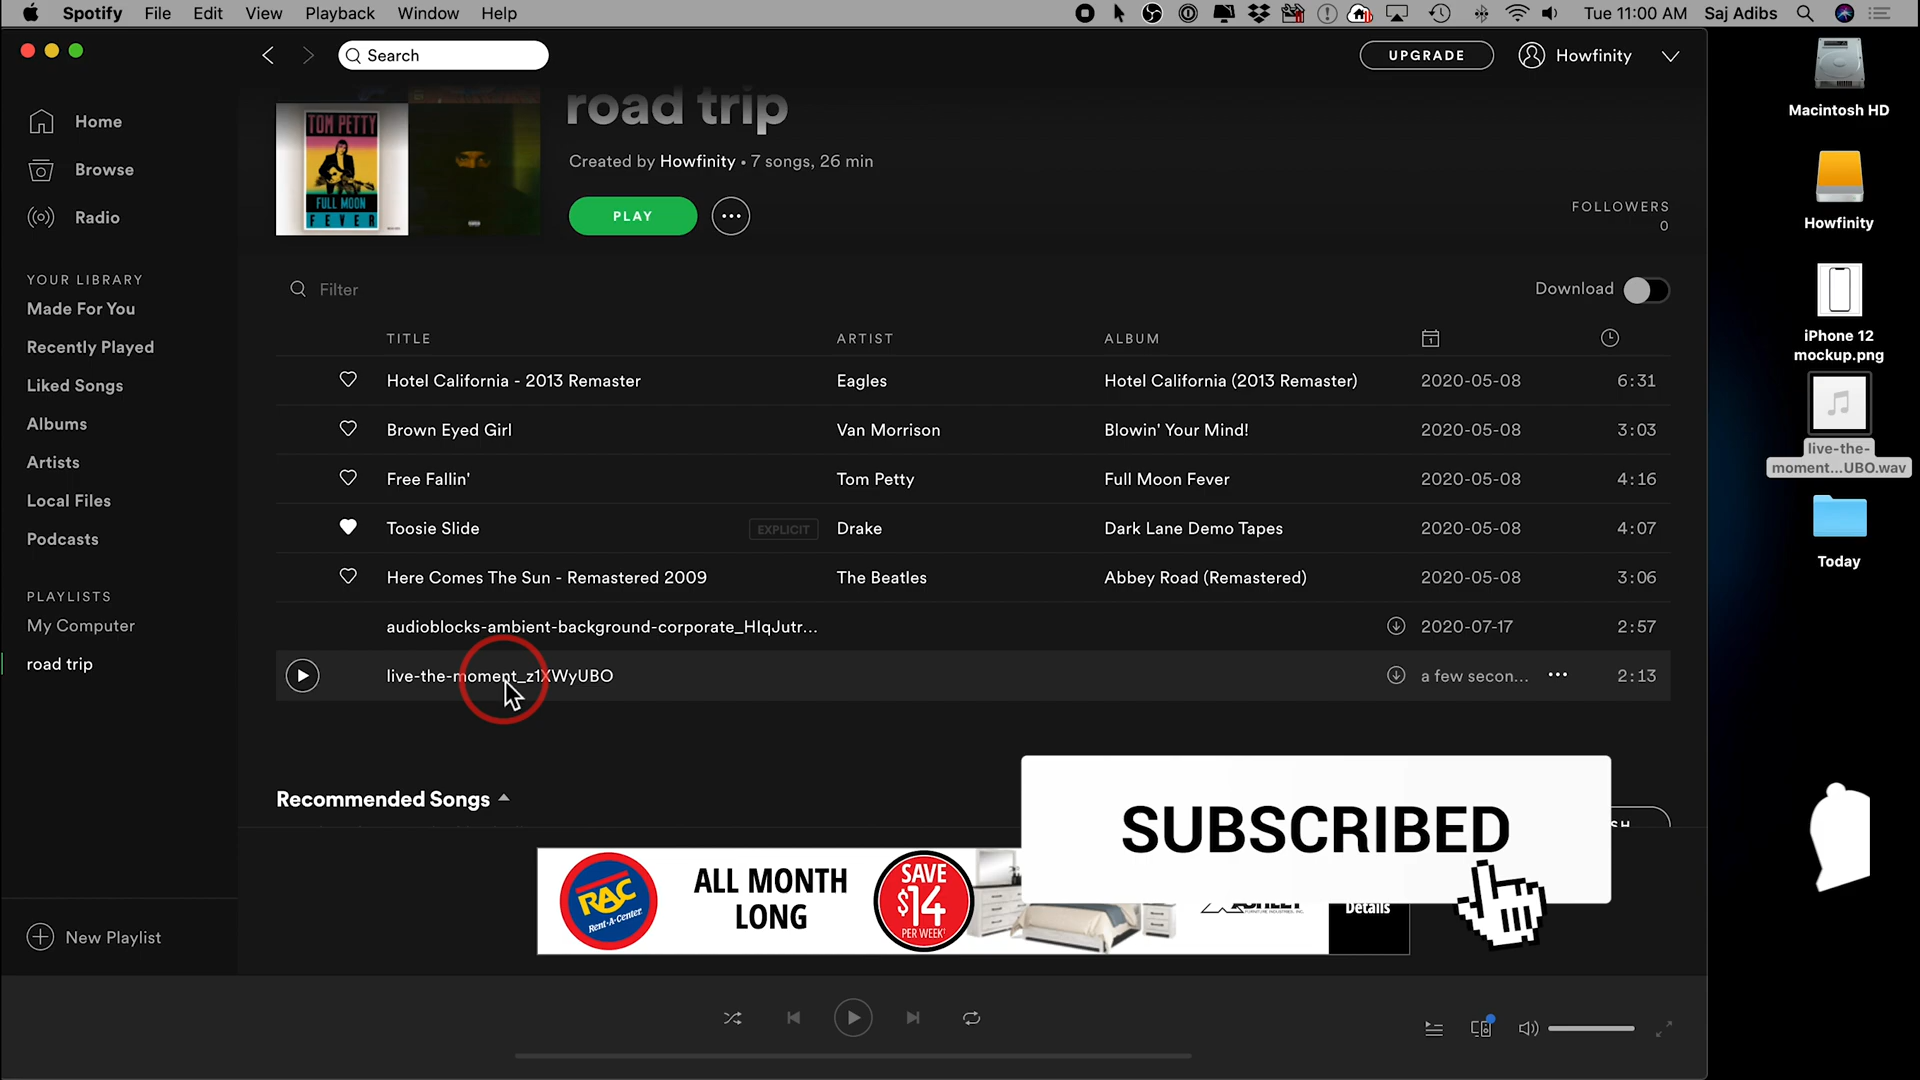 Spotify File Edit View Playback Window Help
Tue 11:00 AM Saj Adibs
Search
UPGRADE
Howfinity
Home
Browse
Radio
YOUR LIBRARY
Made For You
Recently Played
Liked Songs
Albums
Artists
Local Files
Podcasts
PLAYLISTS
My Computer
road trip
New Playlist
TOM PETTY
FULL MOON
FEVER
road trip
Created by Howfinity • 7 songs, 26 min
PLAY
FOLLOWERS
0
Filter
Download
TITLE ARTIST ALBUM
Hotel California - 2013 Remaster Eagles Hotel California (2013 Remaster) 2020-05-08 6:31
Brown Eyed Girl Van Morrison Blowin' Your Mind! 2020-05-08 3:03
Free Fallin' Tom Petty Full Moon Fever 2020-05-08 4:16
Toosie Slide EXPLICIT Drake Dark Lane Demo Tapes 2020-05-08 4:07
Here Comes The Sun - Remastered 2009 The Beatles Abbey Road (Remastered) 2020-05-08 3:06
audioblocks-ambient-background-corporate_HIqJutr... 2020-07-17 2:57
live-the-moment_z1XWyUBO a few secon... 2:13
Recommended Songs
SUBSCRIBED
RAC
Rent-A-Center
ALL MONTH
LONG
SAVE
$14
PER WEEK†
ASHLEY
Details
Macintosh HD
Howfinity
iPhone 12
mockup.png
live-the-
moment...UBO.wav
Today